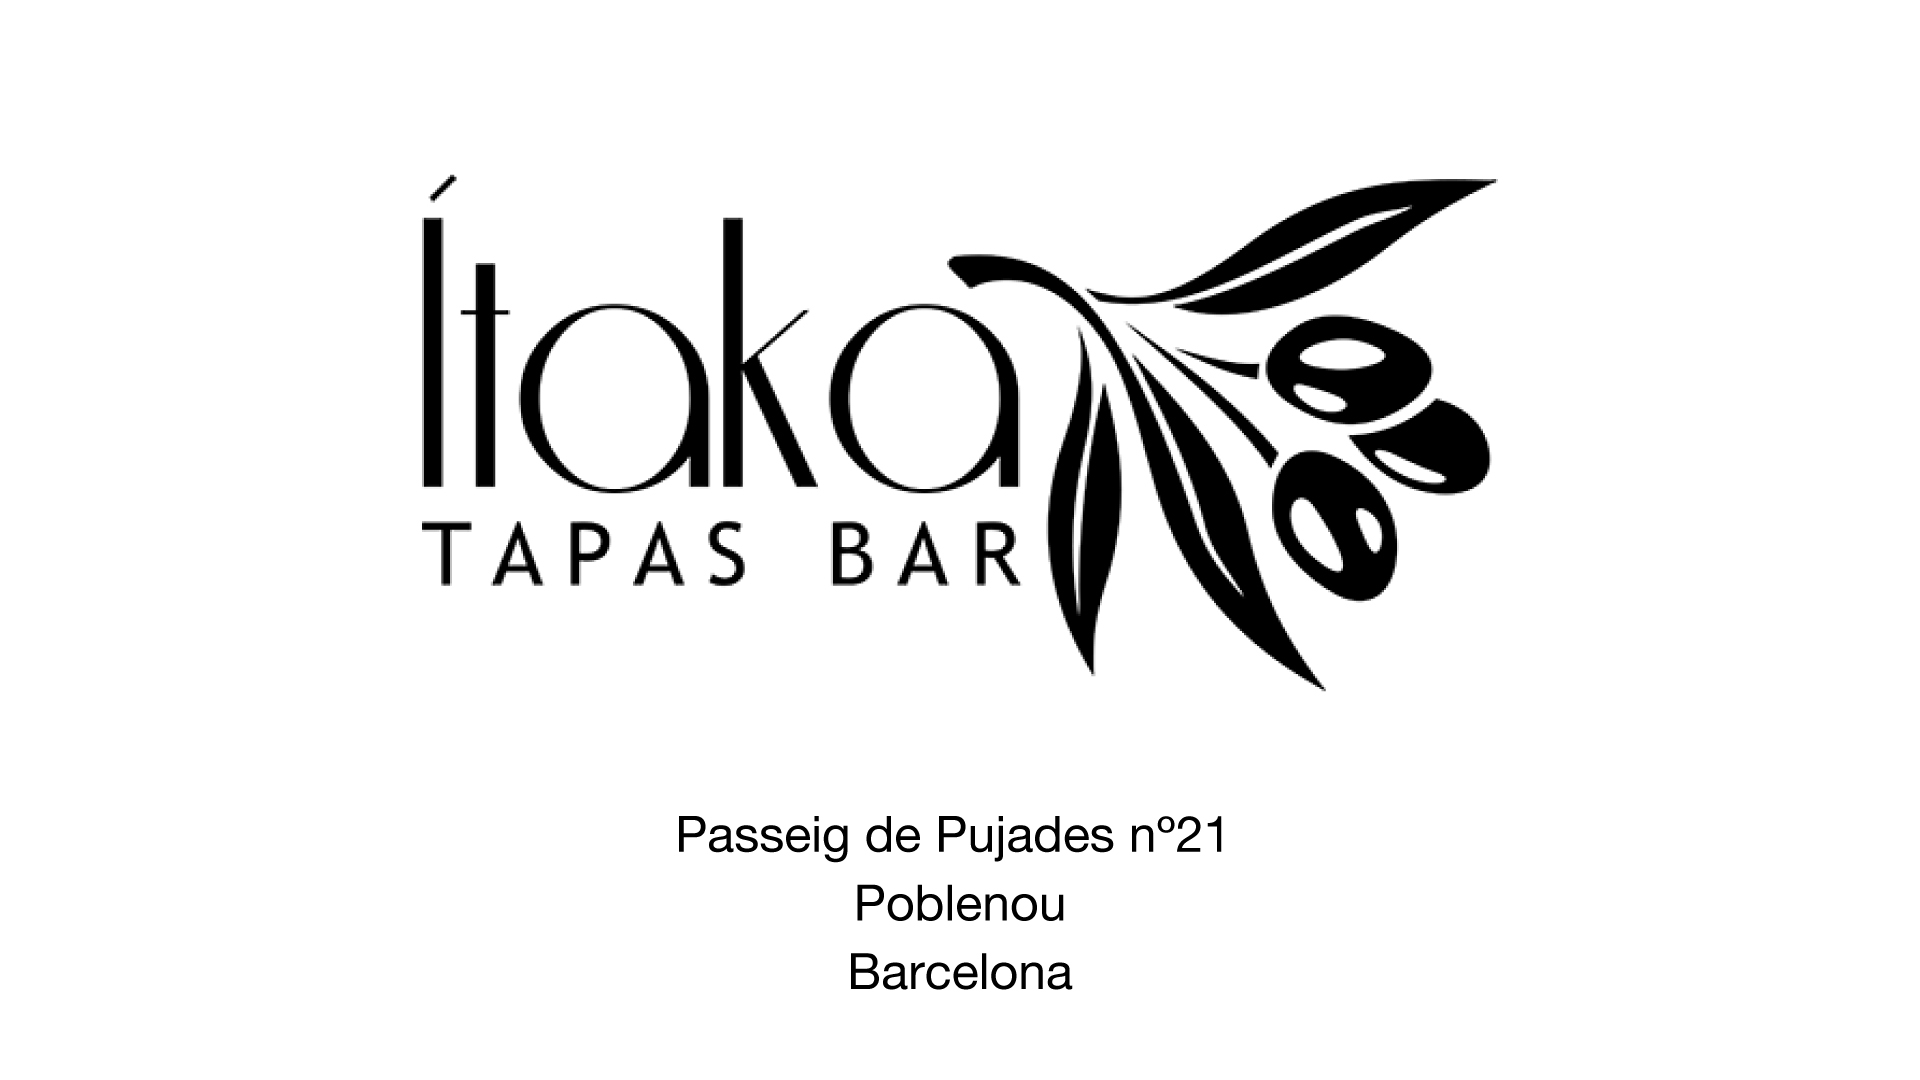 Ítaka
TAPAS BAR
Passeig de Pujades nº21
Poblenou
Barcelona